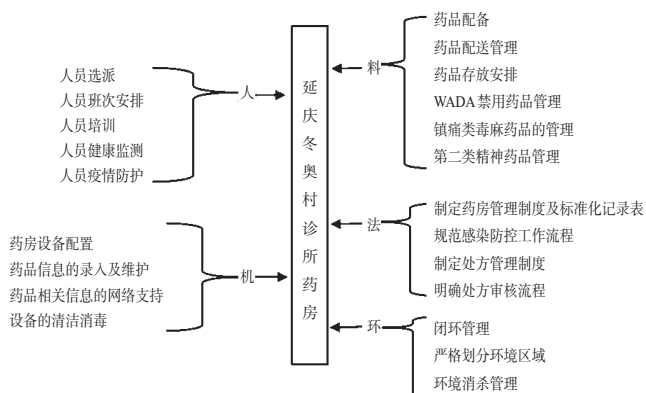 人员选派
人员班次安排
人员培训
人员健康监测
人员疫情防护
人
药房设备配置
药品信息的录入及维护
药品相关信息的网络支持
设备的清洁消毒
机
延庆冬奥村诊所药房
料
药品配备
药品配送管理
药品存放安排
WADA禁用药品管理
镇痛类毒麻药品的管理
第二类精神药品管理
法
制定药房管理制度及标准化记录表
规范感染防控工作流程
制定处方管理制度
明确处方审核流程
环
闭环管理
严格划分环境区域
环境消杀管理